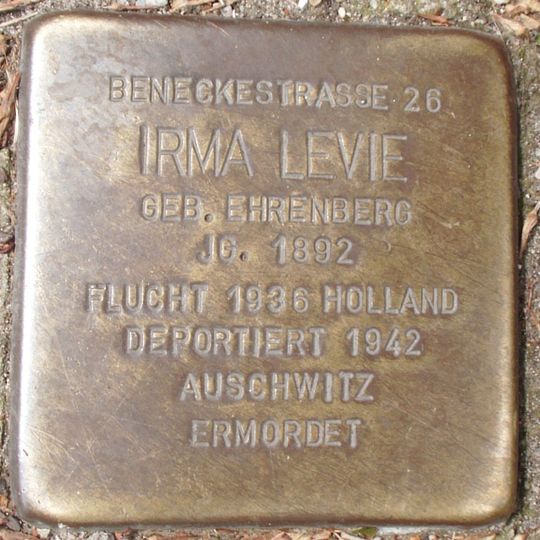 BENECKESTRASSE 26
IRMA LEVIE
GEB. EHRENBERG
JG. 1892
FLUCHT 1936 HOLLAND
DEPORTIERT 1942
AUSCHWITZ
ERMORDET